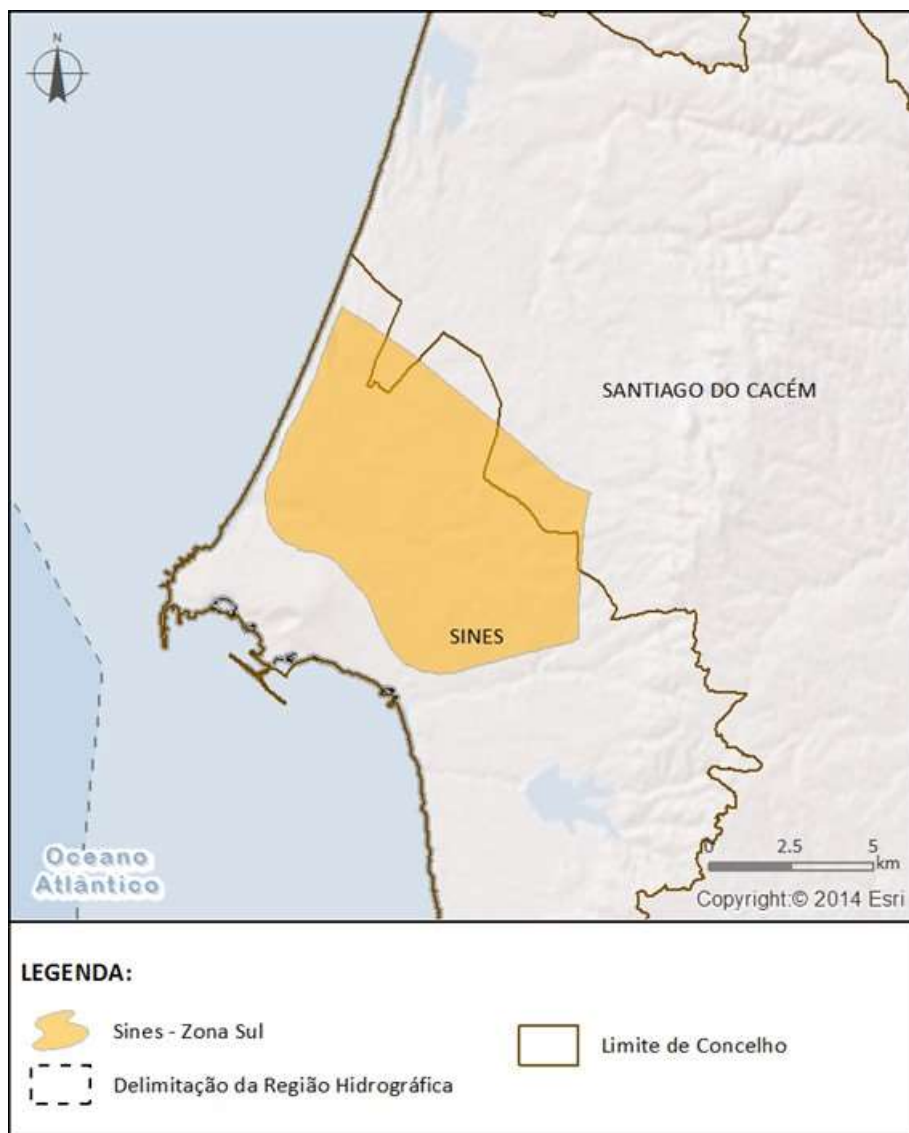 N
SANTIAGO DO CACÉM
SINES
Oceano
Atlântico
0 2.5 5
km
Copyright:© 2014 Esri
LEGENDA:
Sines - Zona Sul
Delimitação da Região Hidrográfica
Limite de Concelho